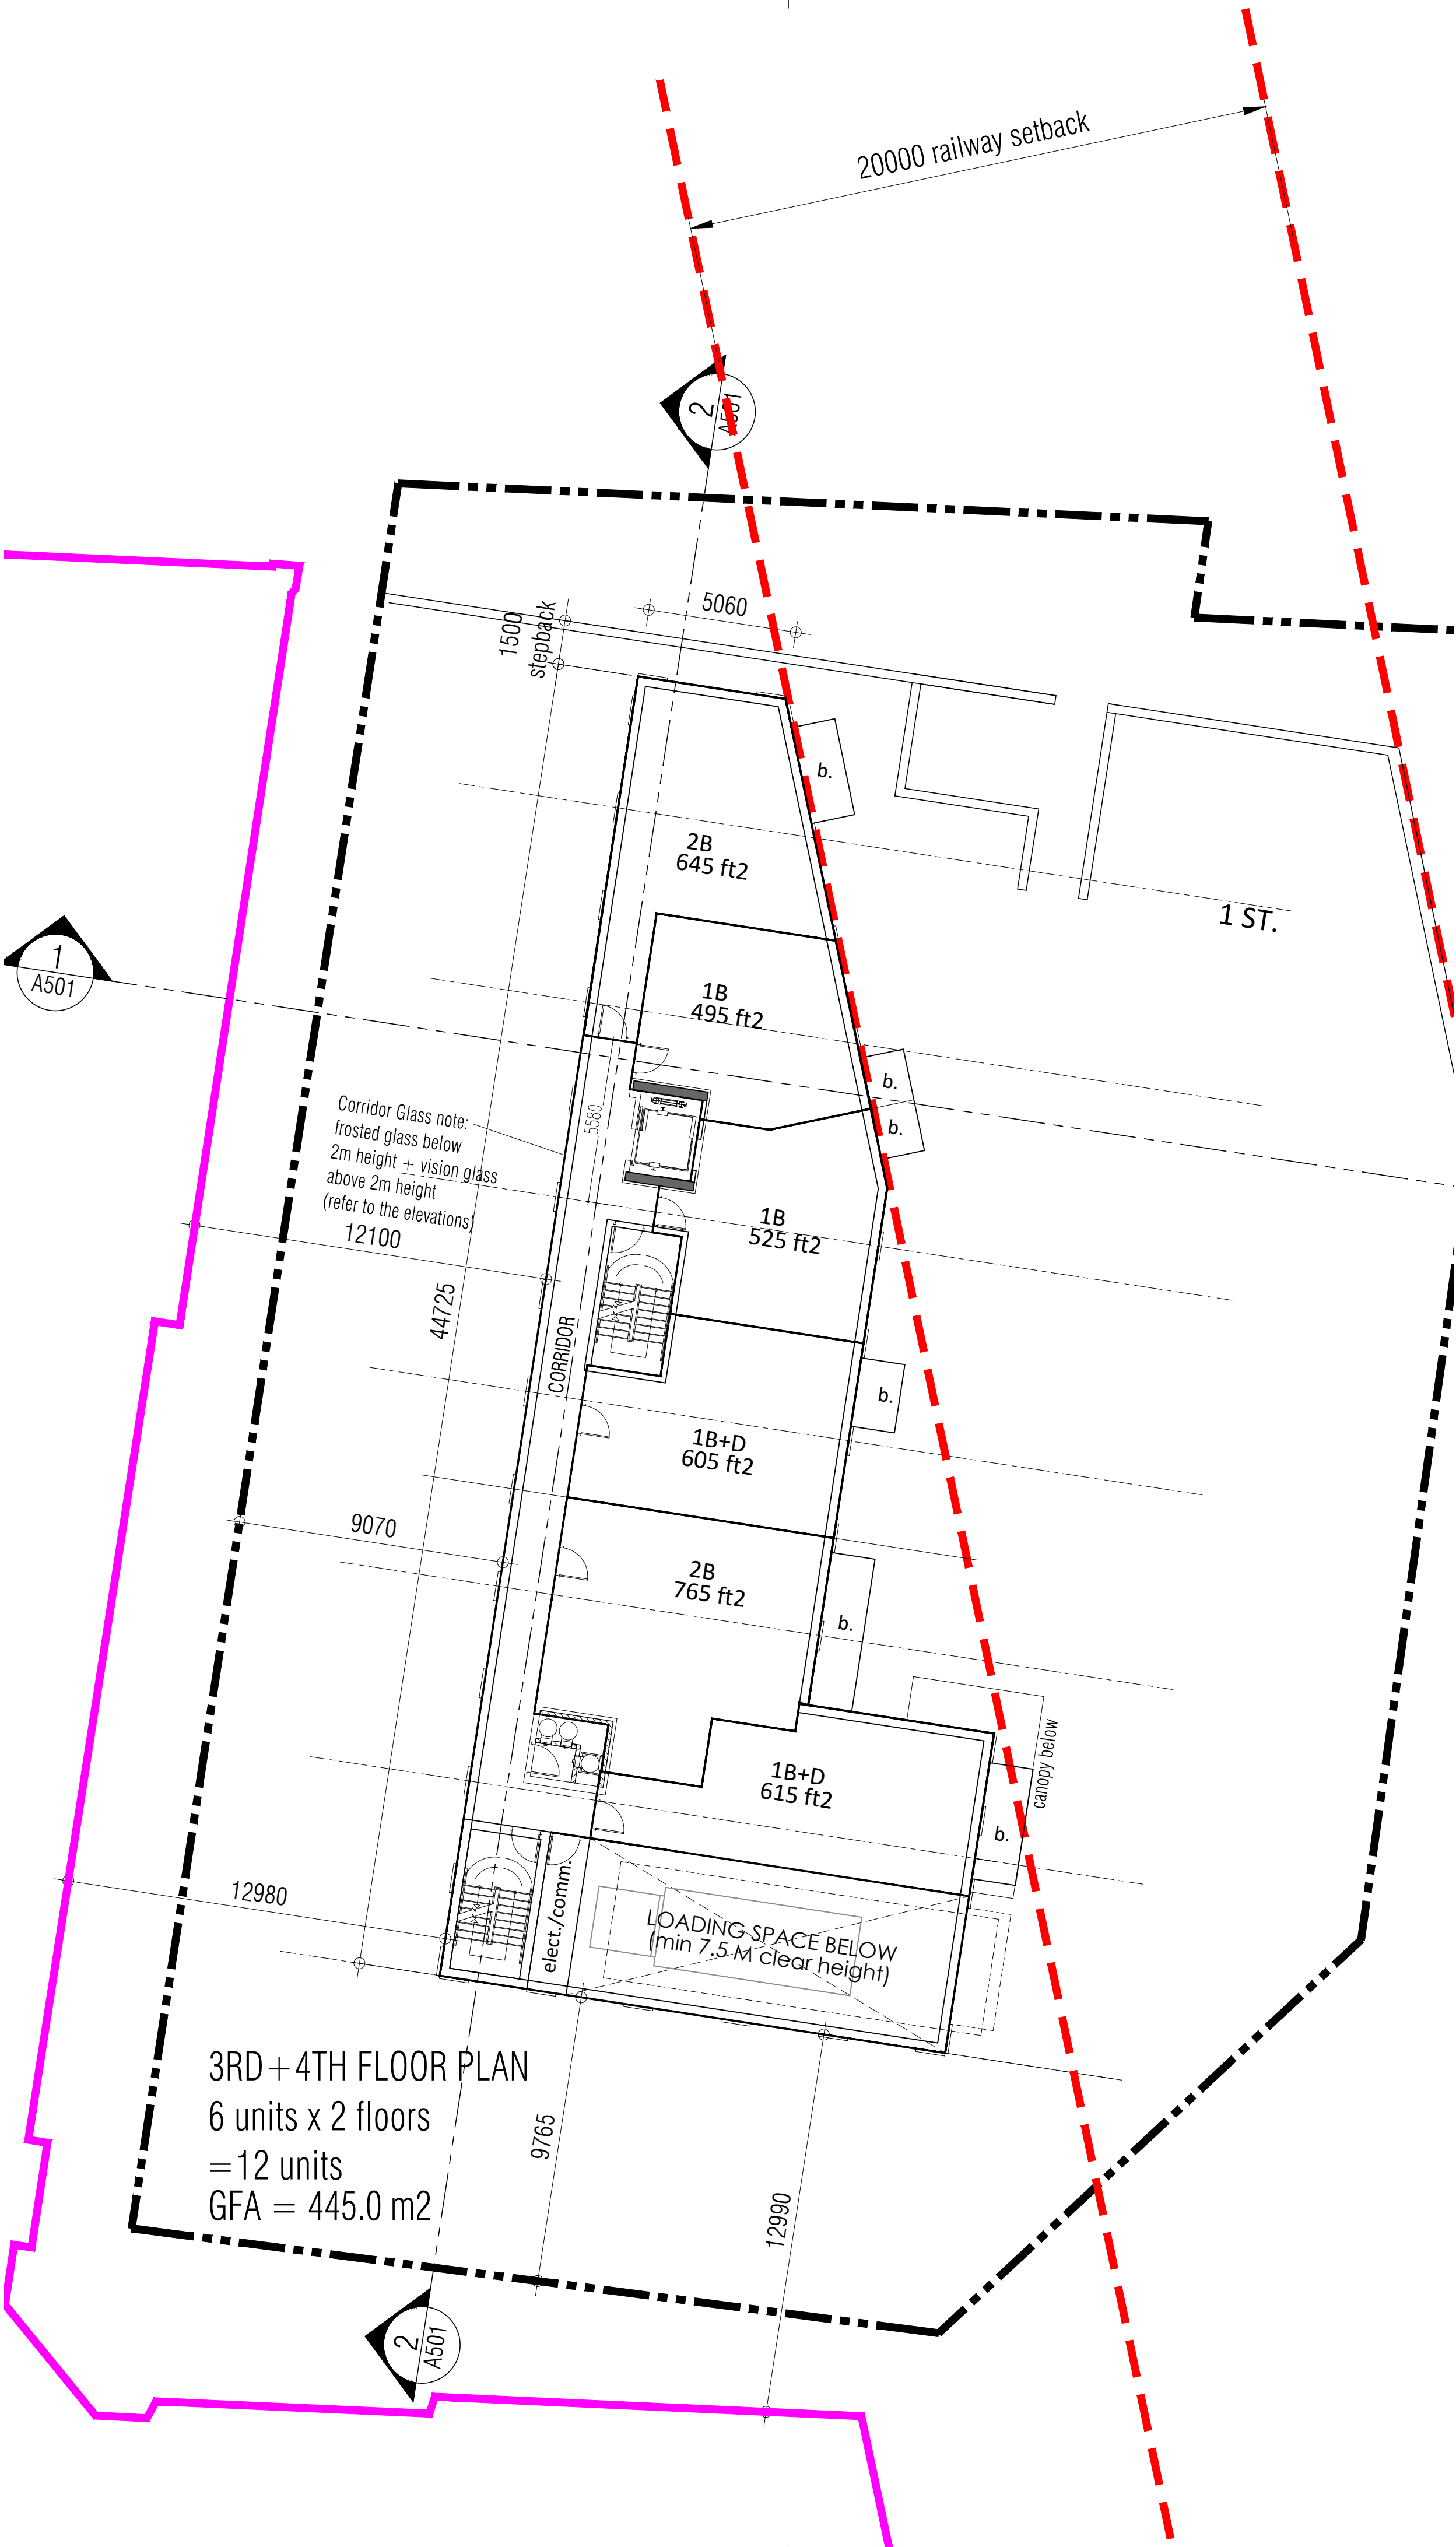 20000 railway setback
2
A501
5060
1500
stepback
b.
2B
645 ft2
1 ST.
1
A501
1B
495 ft2
b.
b.
Corridor Glass note:
frosted glass below
2m height + vision glass
above 2m height
(refer to the elevations)
5580
12100
1B
525 ft2
44725
CORRIDOR
b.
1B+D
605 ft2
9070
2B
765 ft2
b.
canopy below
1B+D
615 ft2
b.
12980
elect./comm.
LOADING SPACE BELOW
(min 7.5 M clear height)
3RD+4TH FLOOR PLAN
6 units x 2 floors
=12 units
GFA = 445.0 m2
9765
12990
2
A501